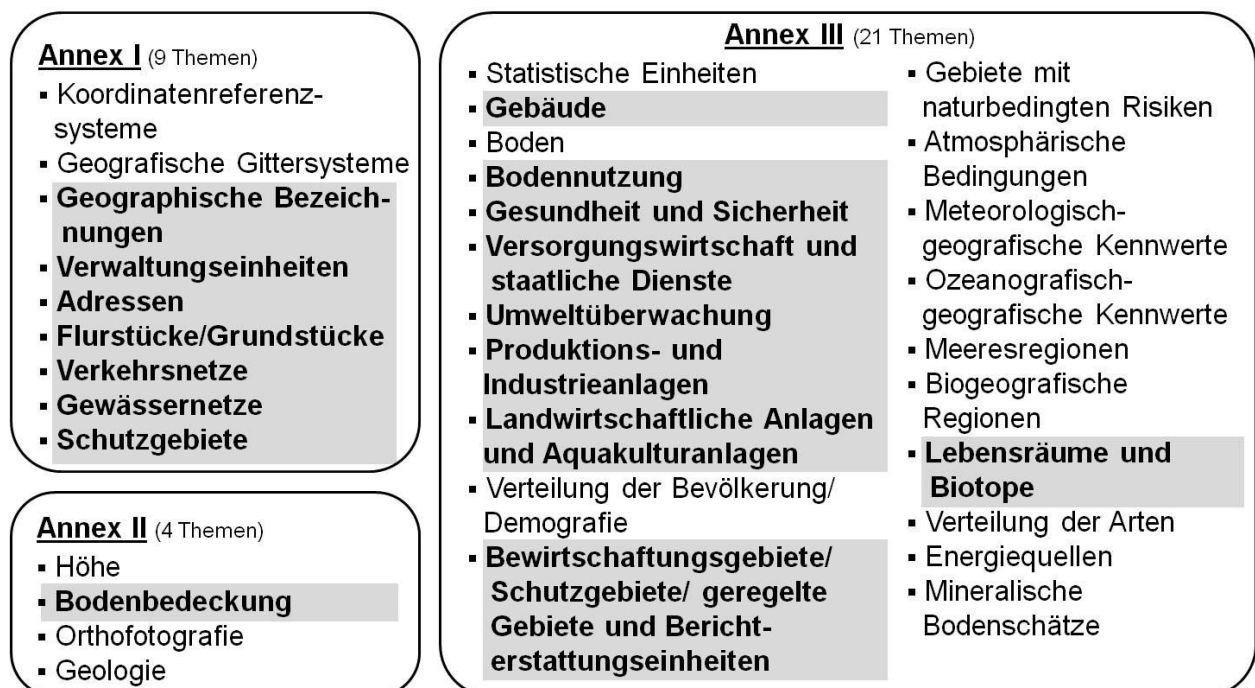 Annex I (9 Themen)
▪ Koordinatenreferenz-
systeme
▪ Geografische Gittersysteme
▪ Geographische Bezeich-
nungen
▪ Verwaltungseinheiten
▪ Adressen
▪ Flurstücke/Grundstücke
▪ Verkehrsnetze
▪ Gewässernetze
▪ Schutzgebiete
Annex II (4 Themen)
▪ Höhe
▪ Bodenbedeckung
▪ Orthofotografie
▪ Geologie
Annex III (21 Themen)
▪ Statistische Einheiten
▪ Gebäude
▪ Boden
▪ Bodennutzung
▪ Gesundheit und Sicherheit
▪ Versorgungswirtschaft und
staatliche Dienste
▪ Umweltüberwachung
▪ Produktions- und
Industrieanlagen
▪ Landwirtschaftliche Anlagen
und Aquakulturanlagen
▪ Verteilung der Bevölkerung/
Demografie
▪ Bewirtschaftungsgebiete/
Schutzgebiete/ geregelte
Gebiete und Bericht-
erstattungseinheiten
▪ Gebiete mit
naturbedingten Risiken
▪ Atmosphärische
Bedingungen
▪ Meteorologisch-
geografische Kennwerte
▪ Ozeanografisch-
geografische Kennwerte
▪ Meeresregionen
▪ Biogeografische
Regionen
▪ Lebensräume und
Biotope
▪ Verteilung der Arten
▪ Energiequellen
▪ Mineralische
Bodenschätze